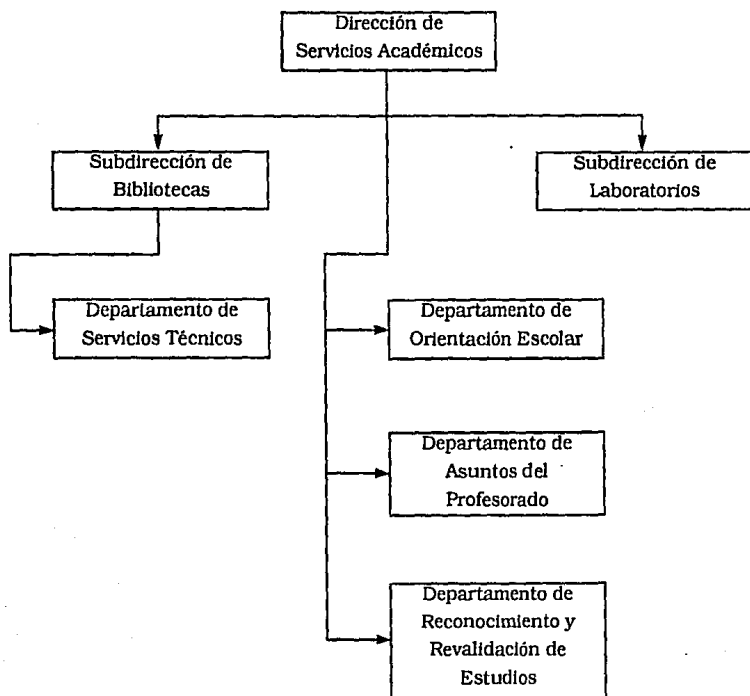 Dirección de
Servicios Académicos
Subdirección de
Bibliotecas
Subdirección de
Laboratorios
Departamento de
Servicios Técnicos
Departamento de
Orientación Escolar
Departamento de
Asuntos del
Profesorado
Departamento de
Reconocimiento y
Revalidación de
Estudios